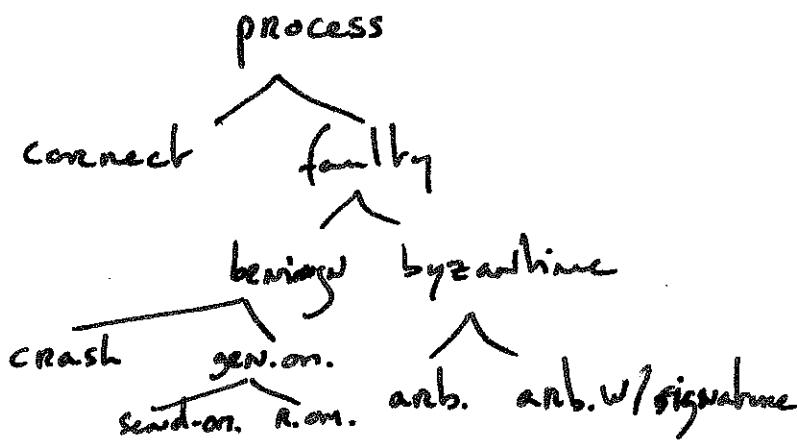 process
correct faulty
benign byzantine
crash gen.om. arb. arb. w/signature
send-om. R.om.